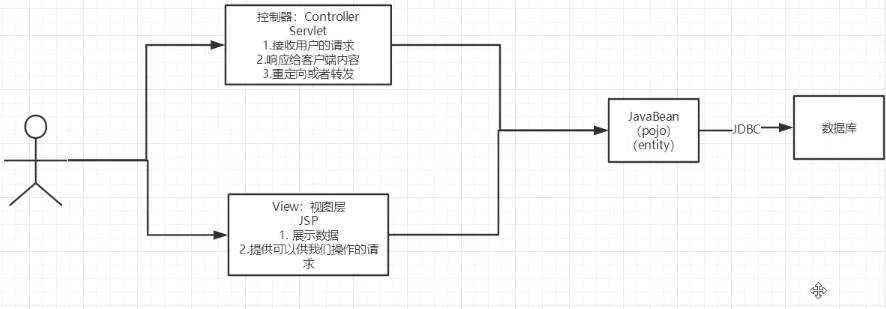 控制器：Controller
Servlet
1.接收用户的请求
2.响应给客户端内容
3.重定向或者转发
View：视图层
JSP
1. 展示数据
2.提供可以供我们操作的请
求
JavaBean
（pojo）
（entity）
JDBC
数据库